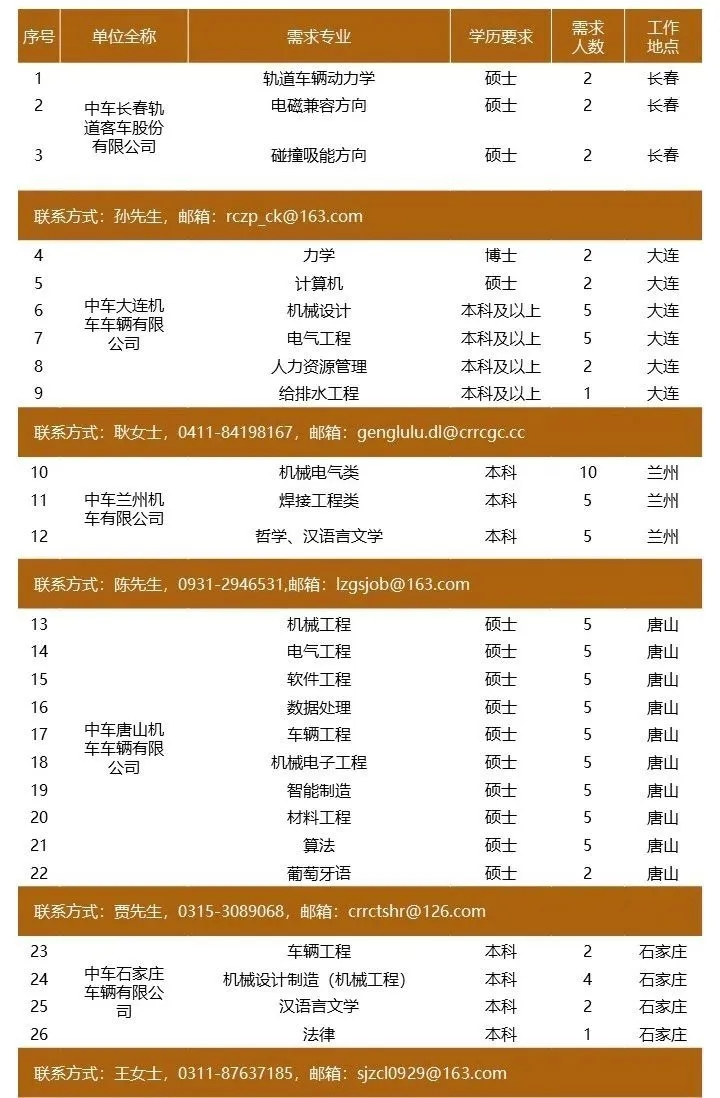 序号 单位全称 需求专业 学历要求 需求人数 工作地点
1 中车长春轨道客车股份有限公司 轨道车辆动力学 硕士 2 长春
2 电磁兼容方向 硕士 2 长春
3 碰撞吸能方向 硕士 2 长春
联系方式：孙先生，邮箱：rczp_ck@163.com
4 中车大连机车车辆有限公司 力学 博士 2 大连
5 计算机 硕士 2 大连
6 机械设计 本科及以上 5 大连
7 电气工程 本科及以上 5 大连
8 人力资源管理 本科及以上 2 大连
9 给排水工程 本科及以上 1 大连
联系方式：耿女士，0411-84198167，邮箱：genglulu.dl@crrcgc.cc
10 中车兰州机车有限公司 机械电气类 本科 10 兰州
11 焊接工程类 本科 5 兰州
12 哲学、汉语言文学 本科 5 兰州
联系方式：陈先生，0931-2946531,邮箱：lzgsjob@163.com
13 中车唐山机车车辆有限公司 机械工程 硕士 5 唐山
14 电气工程 硕士 5 唐山
15 软件工程 硕士 5 唐山
16 数据处理 硕士 5 唐山
17 车辆工程 硕士 5 唐山
18 机械电子工程 硕士 5 唐山
19 智能制造 硕士 5 唐山
20 材料工程 硕士 5 唐山
21 算法 硕士 5 唐山
22 葡萄牙语 硕士 2 唐山
联系方式：贾先生，0315-3089068，邮箱：crrctshr@126.com
23 中车石家庄车辆有限公司 车辆工程 本科 2 石家庄
24 机械设计制造（机械工程） 本科 4 石家庄
25 汉语言文学 本科 2 石家庄
26 法律 本科 1 石家庄
联系方式：王女士，0311-87637185，邮箱：sjzcl0929@163.com